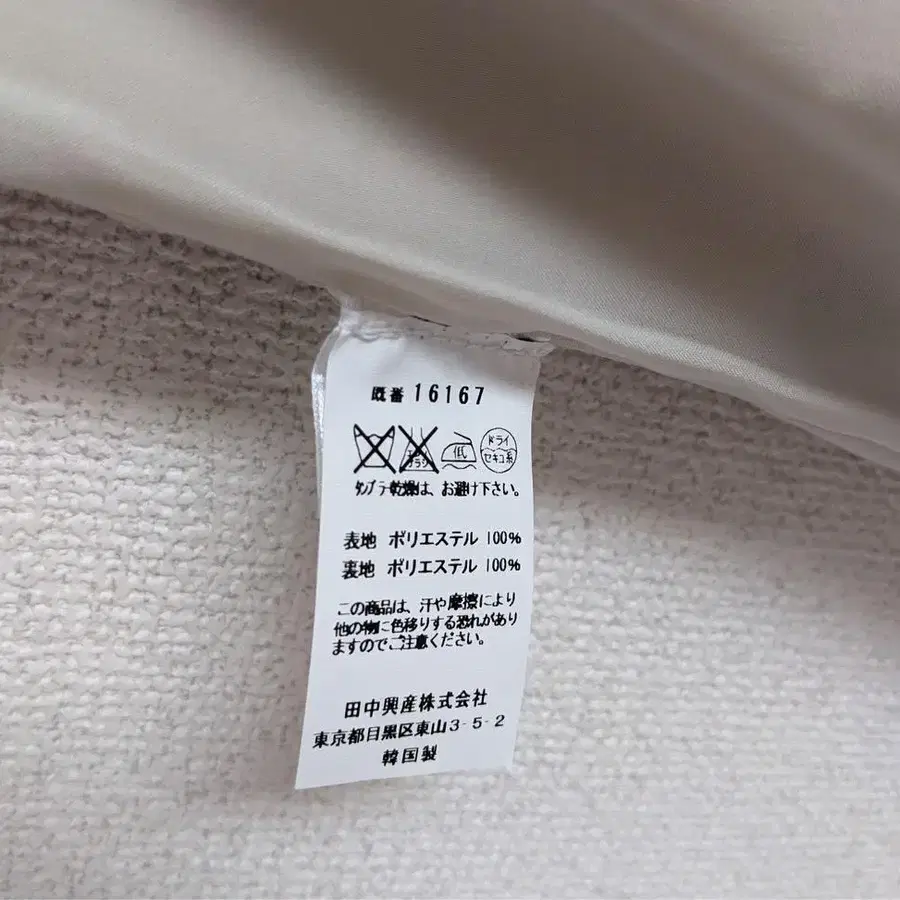 既番 16167
低 ドライ
セキユ系
タンブラー乾燥は、お避け下さい。
表地 ポリエステル 100%
裏地 ポリエステル 100%
この商品は、汗や摩擦により
他の物に色移りする恐れがあり
ますのでご注意ください。
田中興産株式会社
東京都目黒区東山3-5-2
韓国製